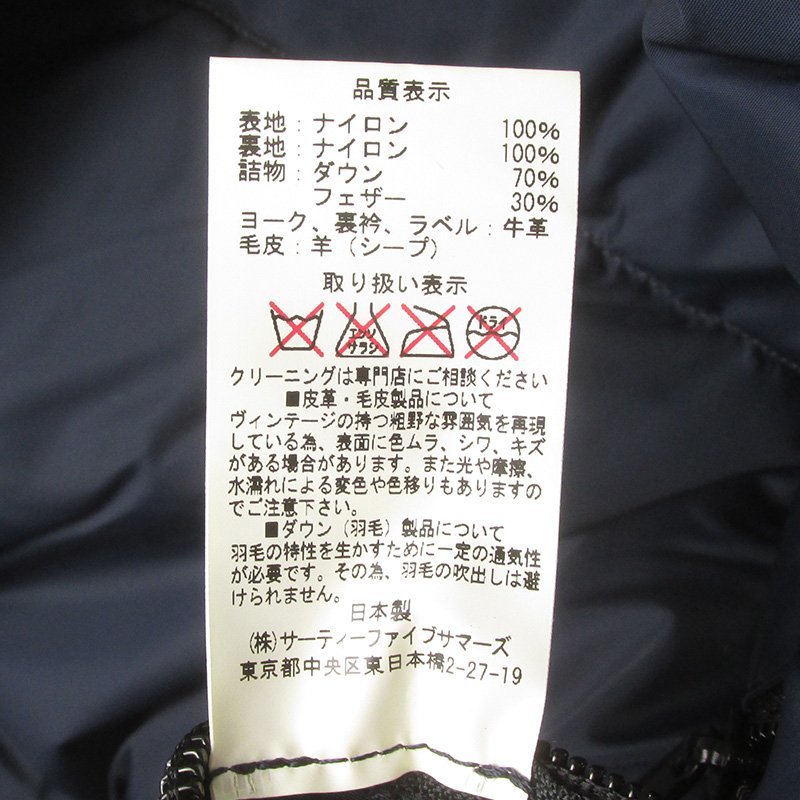 品質表示
表地：ナイロン 100%
裏地：ナイロン 100%
詰物：ダウン 70%
フェザー 30%
ヨーク、裏衿、ラベル：牛革
毛皮：羊（シープ）
取り扱い表示
エンソ ドライ
サラシ
クリーニングは専門店にご相談ください
■皮革・毛皮製品について
ヴィンテージの持つ粗野な雰囲気を再現
している為、表面に色ムラ、シワ、キズ
がある場合があります。また光や摩擦、
水濡れによる変色や色移りもありますの
でご注意下さい。
■ダウン（羽毛）製品について
羽毛の特性を生かすために一定の通気性
が必要です。その為、羽毛の吹出しは避
けられません。
日本製
(株)サーティーファイブサマーズ
東京都中央区東日本橋2-27-19